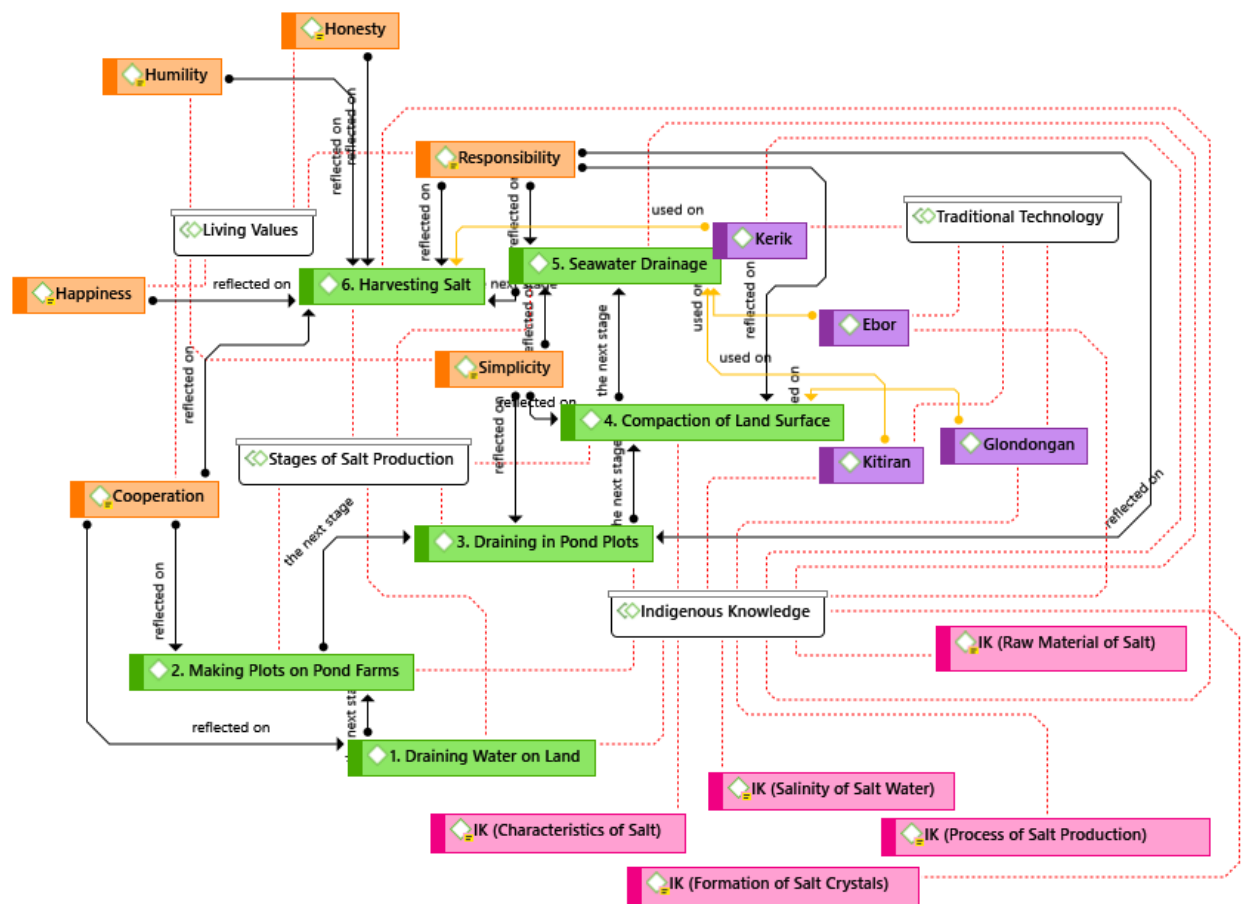 Honesty
Humility
reflected on
reflected on
Responsibility
reflected on
reflected on
reflected on
used on
Living Values
Kerik
Traditional Technology
5. Seawater Drainage
Happiness
reflected on
6. Harvesting Salt
next stage
reflected on
used on
Ebor
reflected on
reflected on
the next stage
used on
Simplicity
reflected on
reflected on
4. Compaction of Land Surface
Glondongan
Kitiran
Stages of Salt Production
Cooperation
the next stage
the next stage
reflected on
3. Draining in Pond Plots
reflected on
Indigenous Knowledge
IK (Raw Material of Salt)
2. Making Plots on Pond Farms
reflected on
1. Draining Water on Land
IK (Salinity of Salt Water)
IK (Characteristics of Salt)
IK (Process of Salt Production)
IK (Formation of Salt Crystals)